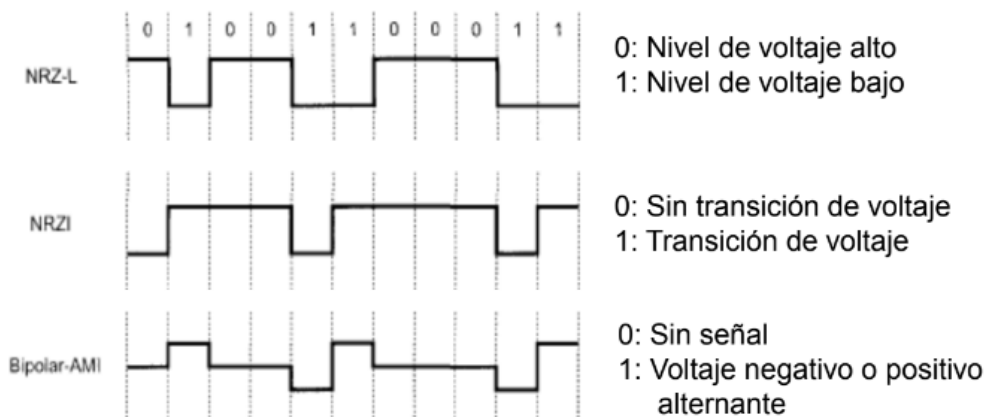 0 1 0 0 1 1 0 0 0 1 1
NRZ-L
0: Nivel de voltaje alto
1: Nivel de voltaje bajo
NRZI
0: Sin transición de voltaje
1: Transición de voltaje
Bipolar-AMI
0: Sin señal
1: Voltaje negativo o positivo
alternante